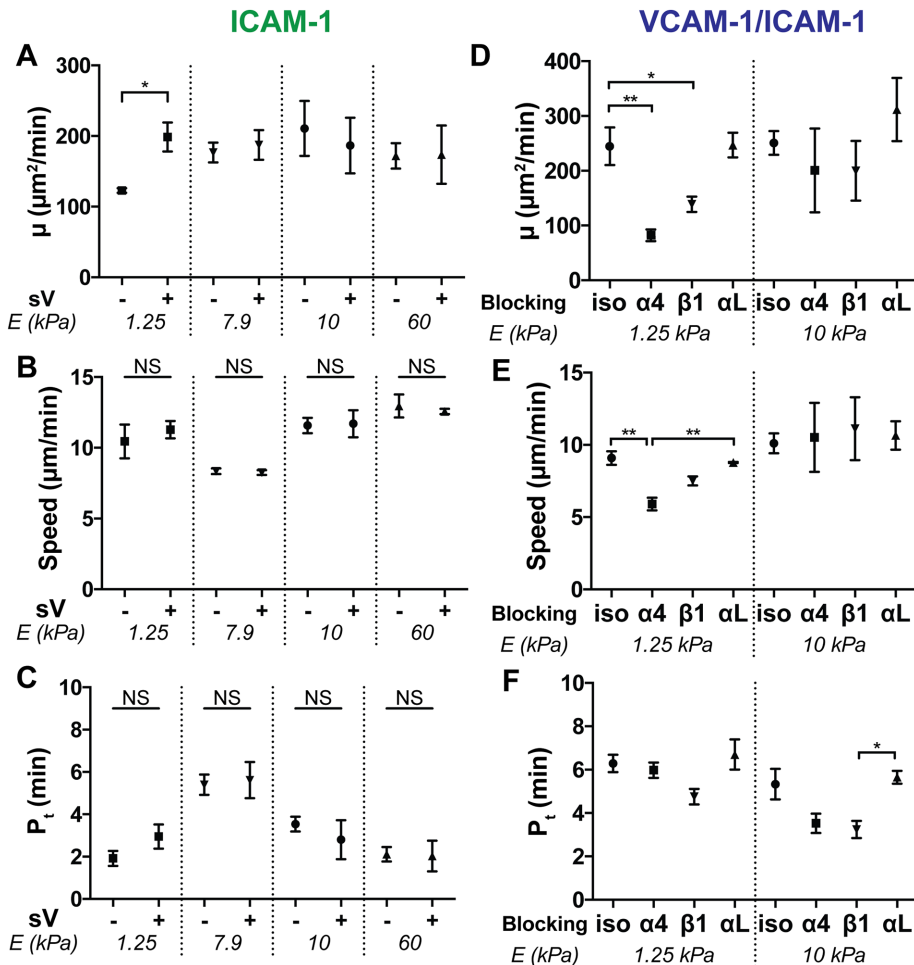 ICAM-1
VCAM-1/ICAM-1
A
300
200
100
0
µ (µm²/min)
*
sV
- + - + - + - +
E (kPa)
1.25 7.9 10 60
B
NS NS NS NS
15
10
5
0
Speed (µm/min)
sV
- + - + - + - +
E (kPa)
1.25 7.9 10 60
C
NS NS NS NS
10
8
6
4
2
0
Pt (min)
sV
- + - + - + - +
E (kPa)
1.25 7.9 10 60
D
400
300
200
100
0
µ (µm²/min)
*
**
Blocking iso α4 β1 αL iso α4 β1 αL
E (kPa) 1.25 kPa 10 kPa
E
15
10
5
0
Speed (µm/min)
** **
Blocking iso α4 β1 αL iso α4 β1 αL
E (kPa) 1.25 kPa 10 kPa
F
10
8
6
4
2
0
Pt (min)
*
Blocking iso α4 β1 αL iso α4 β1 αL
E (kPa) 1.25 kPa 10 kPa